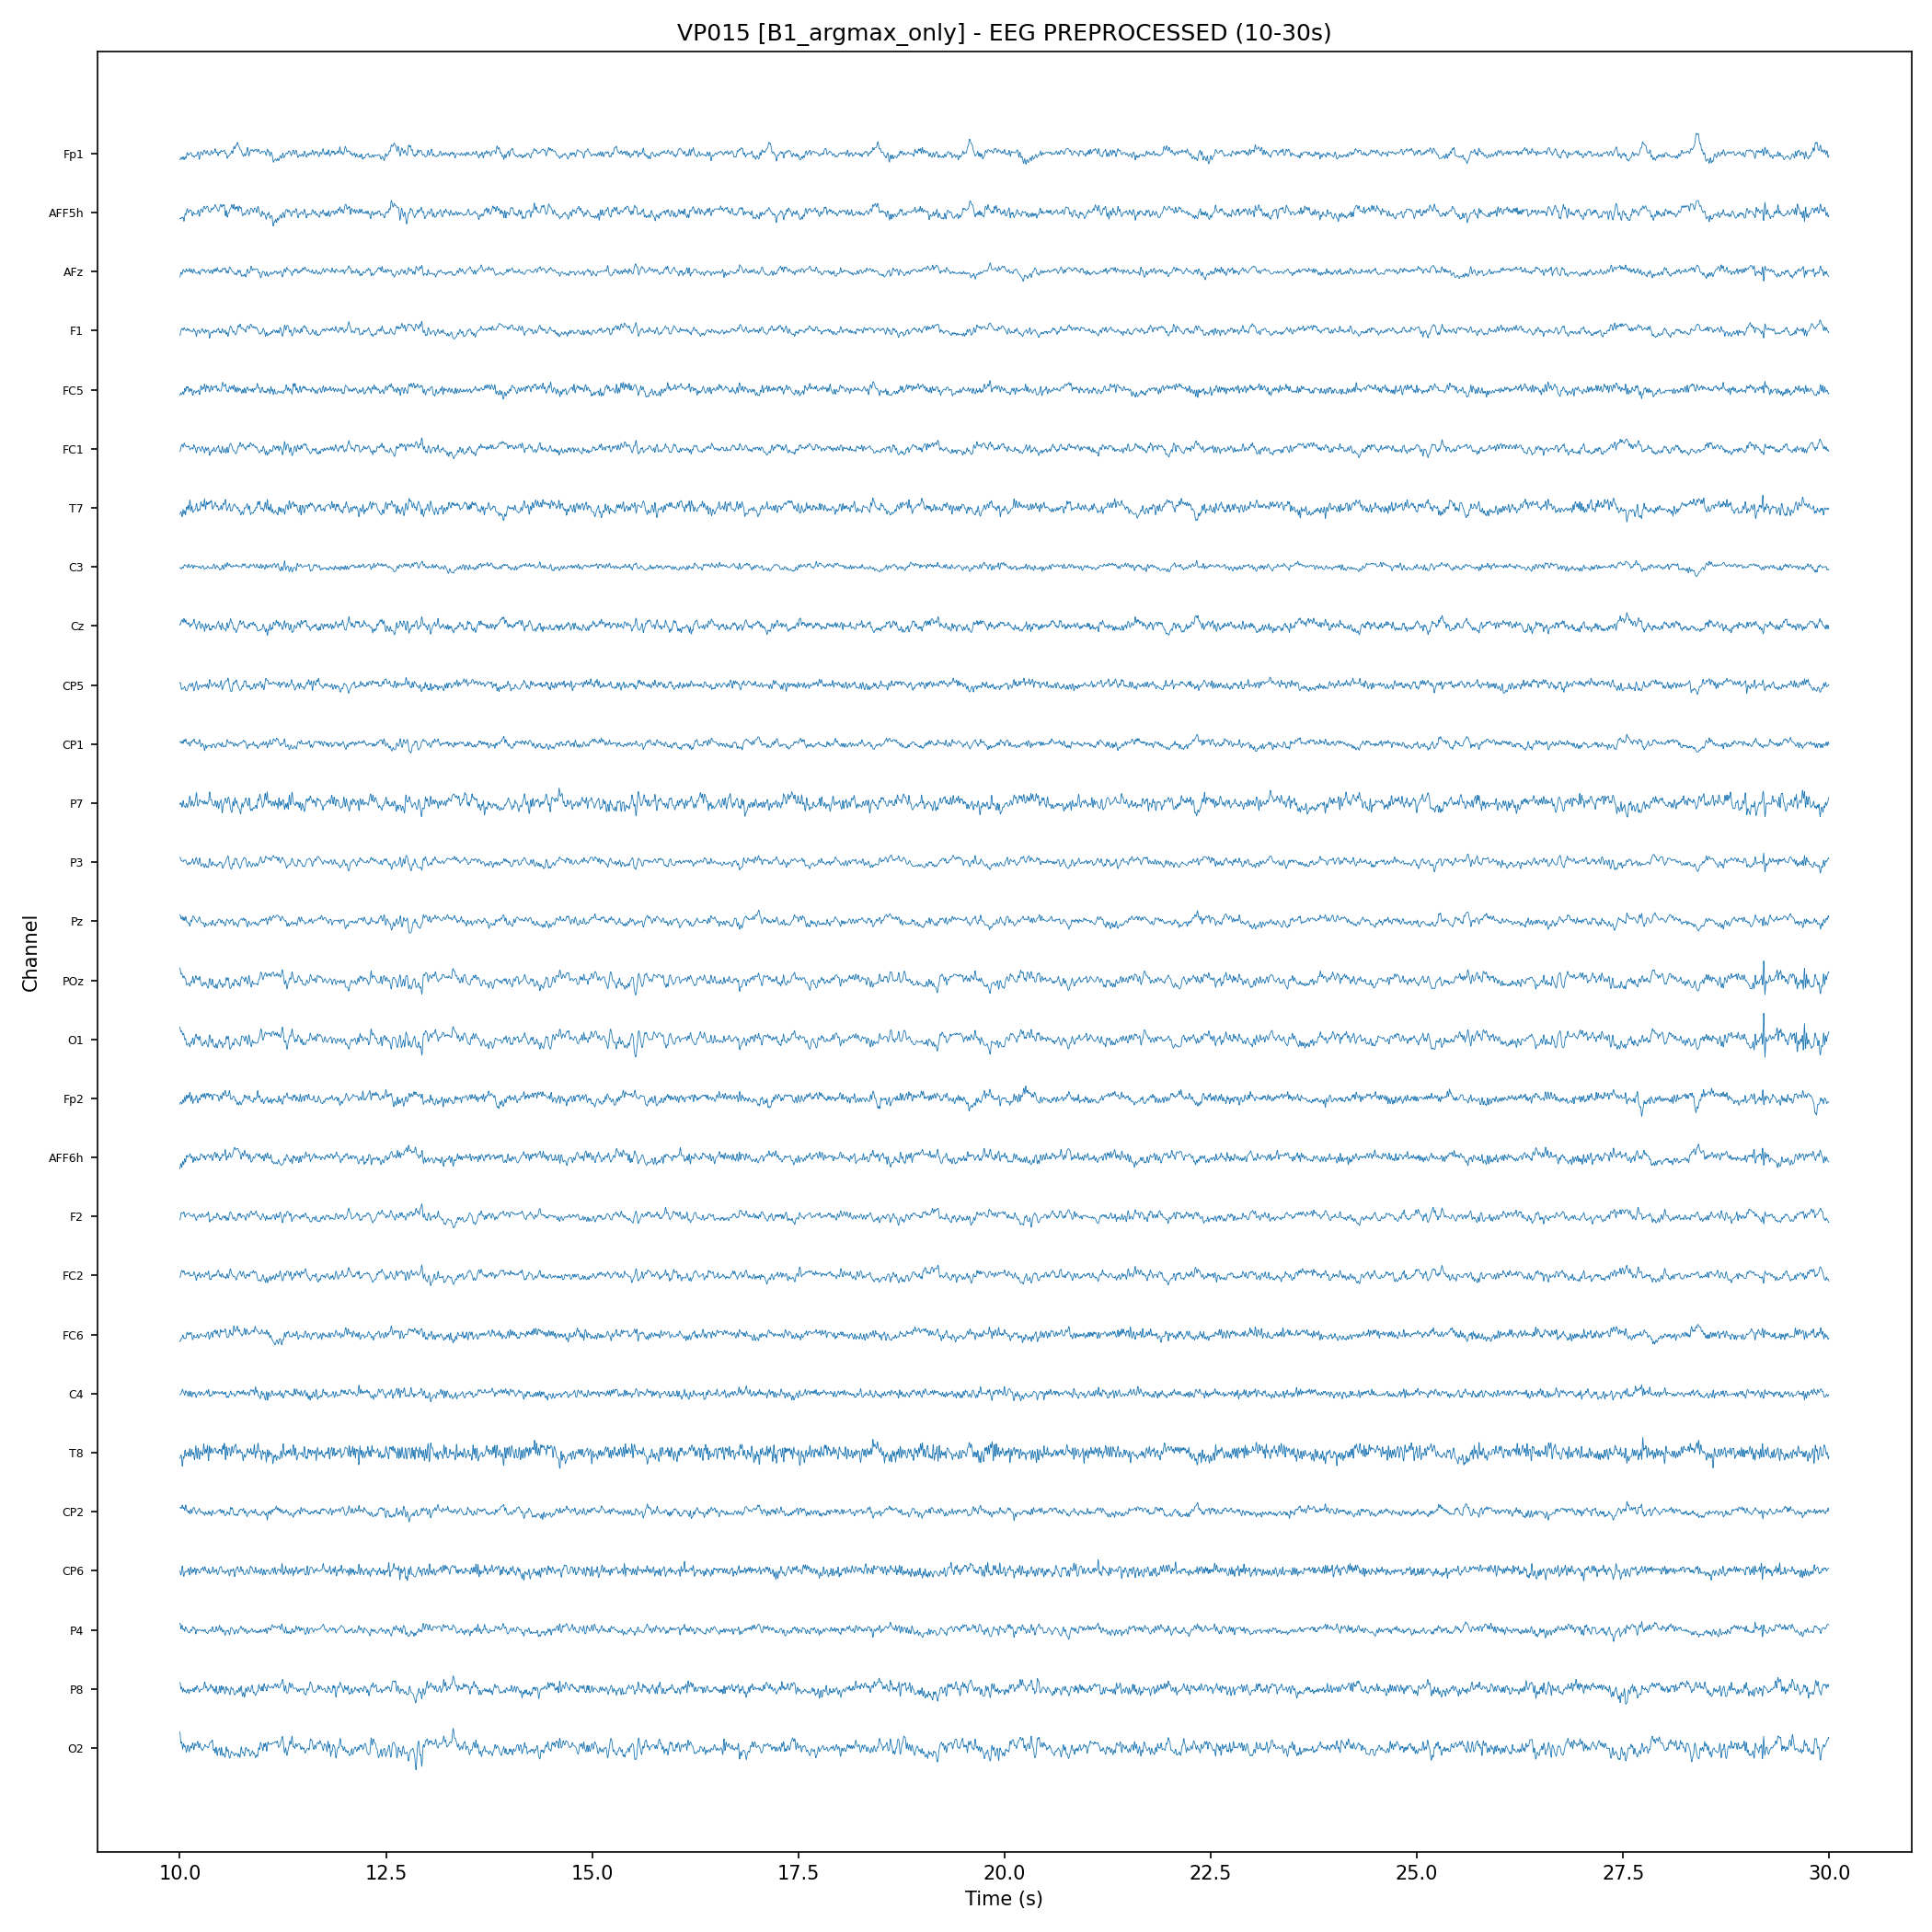 VP015 [B1_argmax_only] - EEG PREPROCESSED (10-30s)
Fp1
AFF5h
AFz
F1
FC5
FC1
T7
C3
Cz
CP5
CP1
P7
P3
Pz
POz
O1
Fp2
AFF6h
F2
FC2
FC6
C4
T8
CP2
CP6
P4
P8
O2
Channel
10.0 12.5 15.0 17.5 20.0 22.5 25.0 27.5 30.0
Time (s)